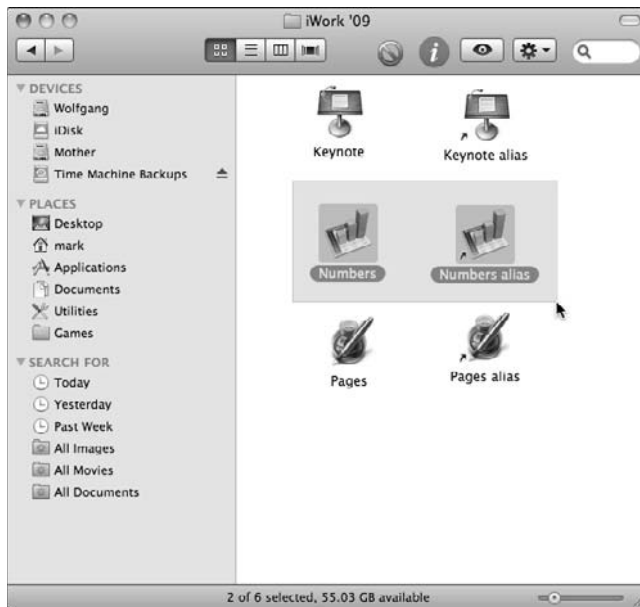 iWork '09
DEVICES
Wolfgang
iDisk
Mother
Time Machine Backups
PLACES
Desktop
mark
Applications
Documents
Utilities
Games
SEARCH FOR
Today
Yesterday
Past Week
All Images
All Movies
All Documents
Keynote
Keynote alias
Numbers
Numbers alias
Pages
Pages alias
2 of 6 selected, 55.03 GB available